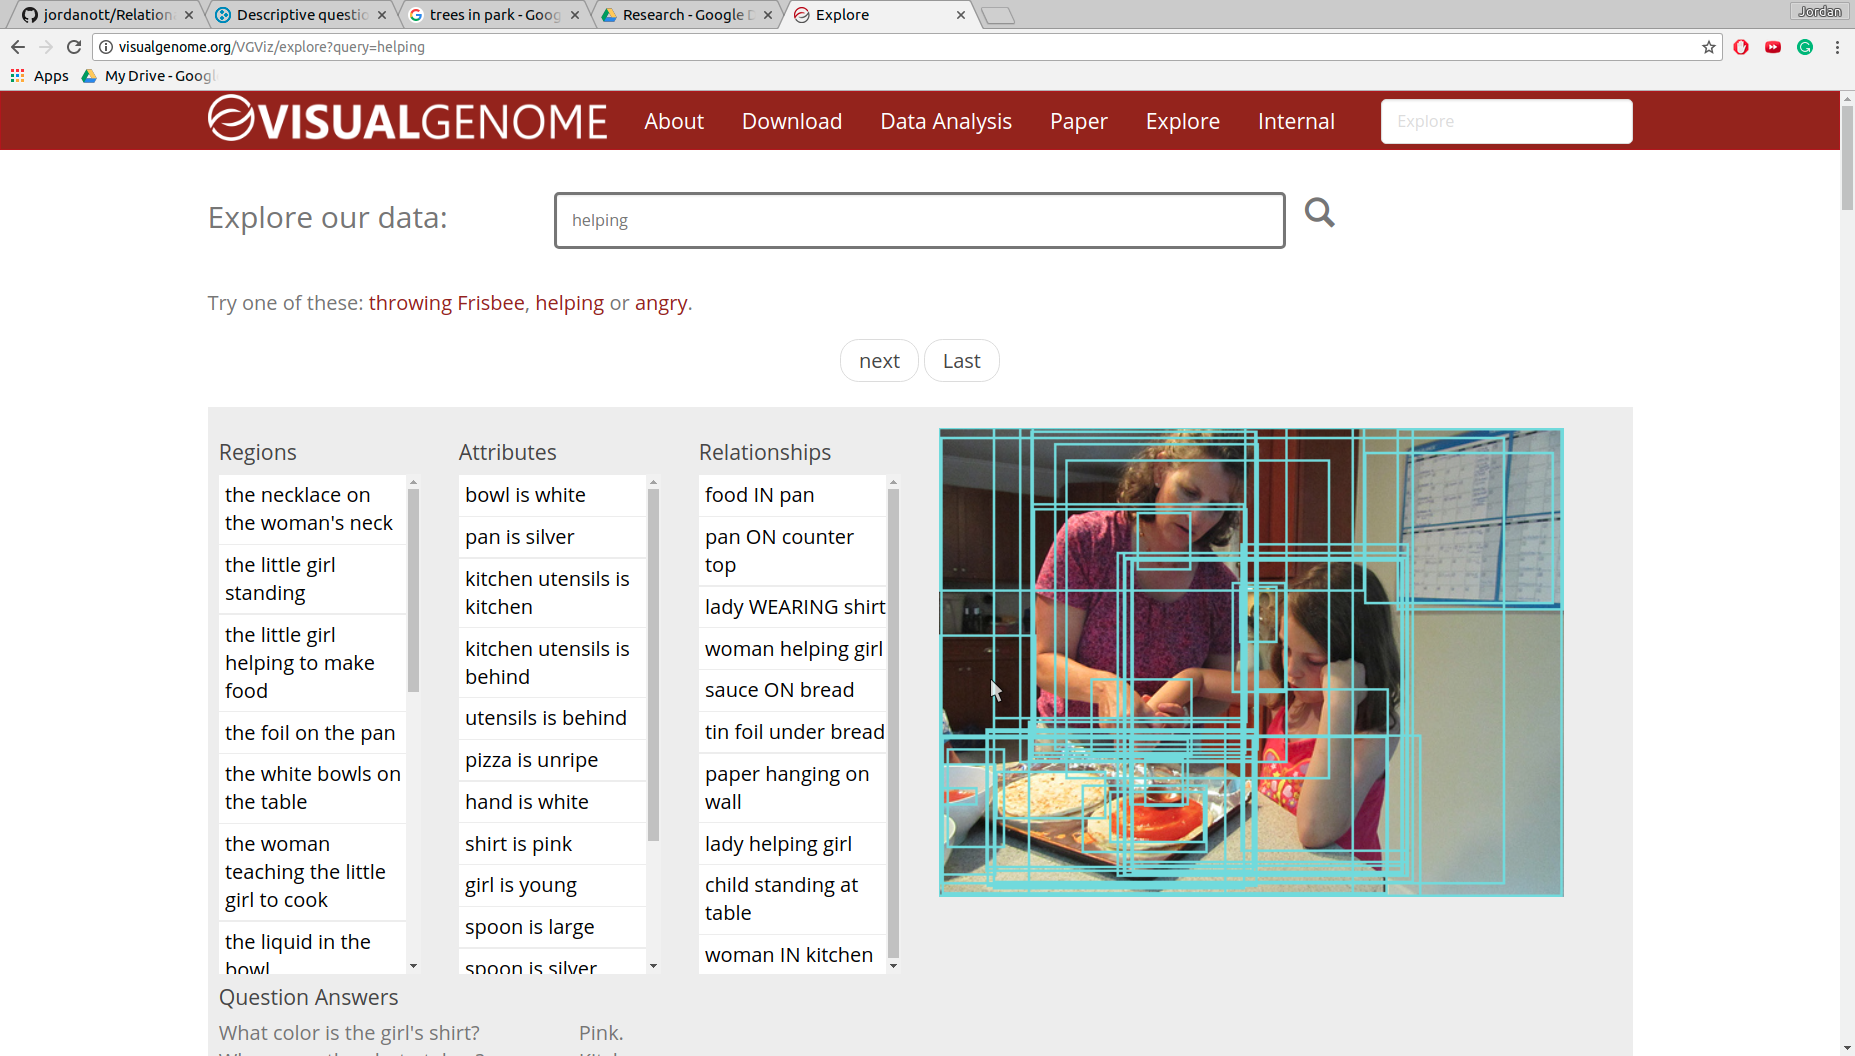 jordanott/Relation
Descriptive questio
trees in park - Goog
Research - Google D
Explore
Jordan
visualgenome.org/VGViz/explore?query=helping
Apps
My Drive - Googl
VISUALGENOME
About
Download
Data Analysis
Paper
Explore
Internal
Explore
Explore our data:
helping
Try one of these: throwing Frisbee, helping or angry.
next
Last
Regions
the necklace on
the woman's neck
the little girl
standing
the little girl
helping to make
food
the foil on the pan
the white bowls on
the table
the woman
teaching the little
girl to cook
the liquid in the
bowl
Attributes
bowl is white
pan is silver
kitchen utensils is
kitchen
kitchen utensils is
behind
utensils is behind
pizza is unripe
hand is white
shirt is pink
girl is young
spoon is large
spoon is silver
Relationships
food IN pan
pan ON counter
top
lady WEARING shirt
woman helping girl
sauce ON bread
tin foil under bread
paper hanging on
wall
lady helping girl
child standing at
table
woman IN kitchen
Question Answers
What color is the girl's shirt?
Pink.